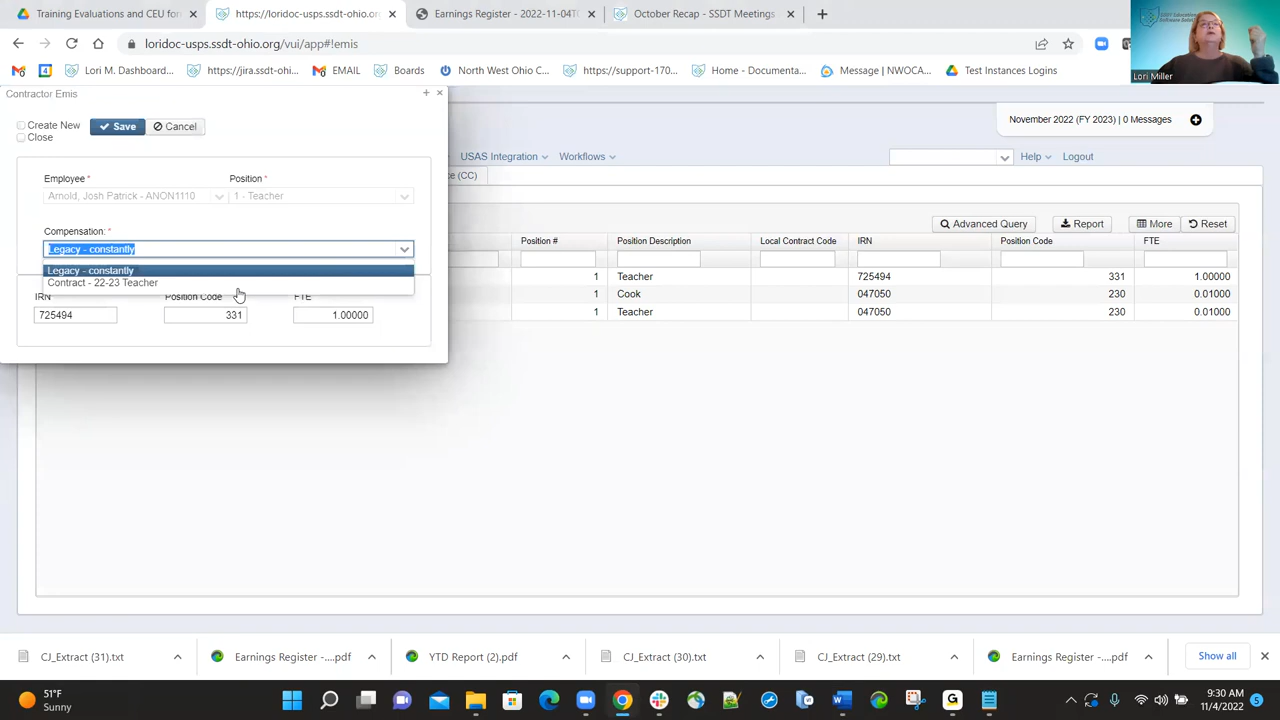 Training Evaluations and CEU for
https://loridoc-usps.ssdt-ohio.or
Earnings Register - 2022-11-04T0
October Recap - SSDT Meetings
loridoc-usps.ssdt-ohio.org/vui/app#!emis
Lori M. Dashboard...
https://jira.ssdt-ohi...
EMAIL
Boards
North West Ohio C...
https://support-170...
Home - Documenta...
Message | NWOCA...
Test Instances Logins
Lori Miller
Contractor Emis
Create New
Close
Save
Cancel
November 2022 (FY 2023) | 0 Messages
USAS Integration
Workflows
Help
Logout
(CC)
Employee *
Position *
Arnold, Josh Patrick - ANON1110
1 - Teacher
Compensation: *
Legacy - constantly
Legacy - constantly
Contract - 22-23 Teacher
IRN
Position Code
FTE
725494
331
1.00000
Advanced Query
Report
More
Reset
Position #
Position Description
Local Contract Code
IRN
Position Code
FTE
1 Teacher 725494 331 1.00000
1 Cook 047050 230 0.01000
1 Teacher 047050 230 0.01000
CJ_Extract (31).txt
Earnings Register -....pdf
YTD Report (2).pdf
CJ_Extract (30).txt
CJ_Extract (29).txt
Earnings Register -....pdf
Show all
51°F
Sunny
9:30 AM
11/4/2022